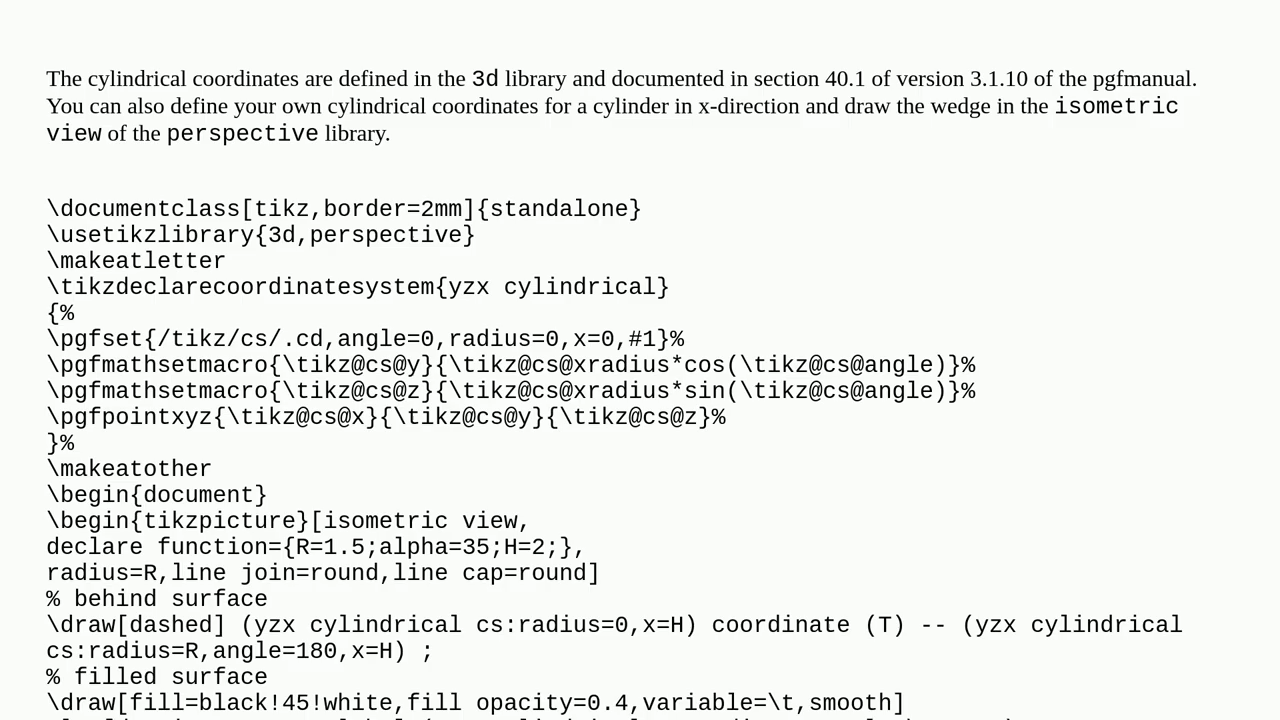 The cylindrical coordinates are defined in the 3d library and documented in section 40.1 of version 3.1.10 of the pgfmanual.
You can also define your own cylindrical coordinates for a cylinder in x-direction and draw the wedge in the isometric
view of the perspective library.
\documentclass[tikz,border=2mm]{standalone}
\usetikzlibrary{3d,perspective}
\makeatletter
\tikzdeclarecoordinatesystem{yzx cylindrical}
{%
\pgfset{/tikz/cs/.cd,angle=0,radius=0,x=0,#1}%
\pgfmathsetmacro{\tikz@cs@y}{\tikz@cs@xradius*cos(\tikz@cs@angle)}%
\pgfmathsetmacro{\tikz@cs@z}{\tikz@cs@xradius*sin(\tikz@cs@angle)}%
\pgfpointxyz{\tikz@cs@x}{\tikz@cs@y}{\tikz@cs@z}%
}%
\makeatother
\begin{document}
\begin{tikzpicture}[isometric view,
declare function={R=1.5;alpha=35;H=2;},
radius=R,line join=round,line cap=round]
% behind surface
\draw[dashed] (yzx cylindrical cs:radius=0,x=H) coordinate (T) -- (yzx cylindrical
cs:radius=R,angle=180,x=H) ;
% filled surface
\draw[fill=black!45!white,fill opacity=0.4,variable=\t,smooth]